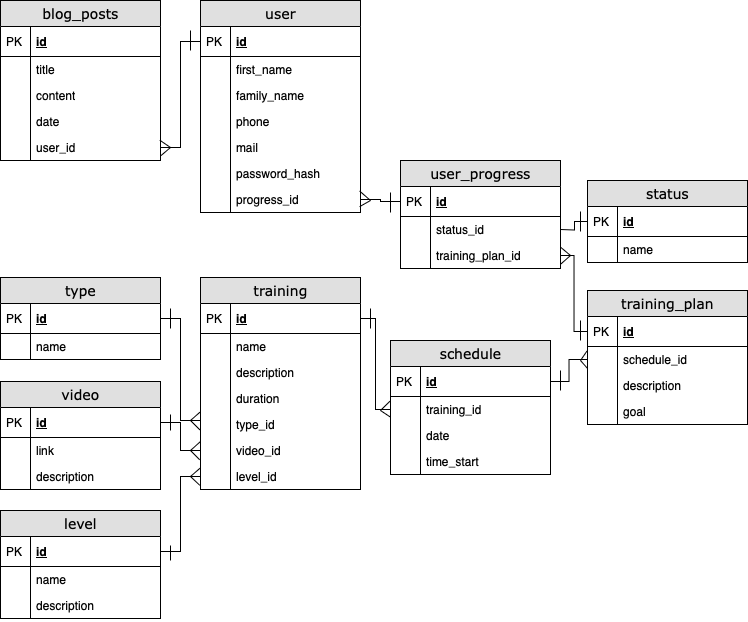 blog_posts
PK id
title
content
date
user_id
user
PK id
first_name
family_name
phone
mail
password_hash
progress_id
user_progress
PK id
status_id
training_plan_id
status
PK id
name
type
PK id
name
training
PK id
name
description
duration
type_id
video_id
level_id
training_plan
PK id
schedule_id
description
goal
schedule
PK id
training_id
date
time_start
video
PK id
link
description
level
PK id
name
description